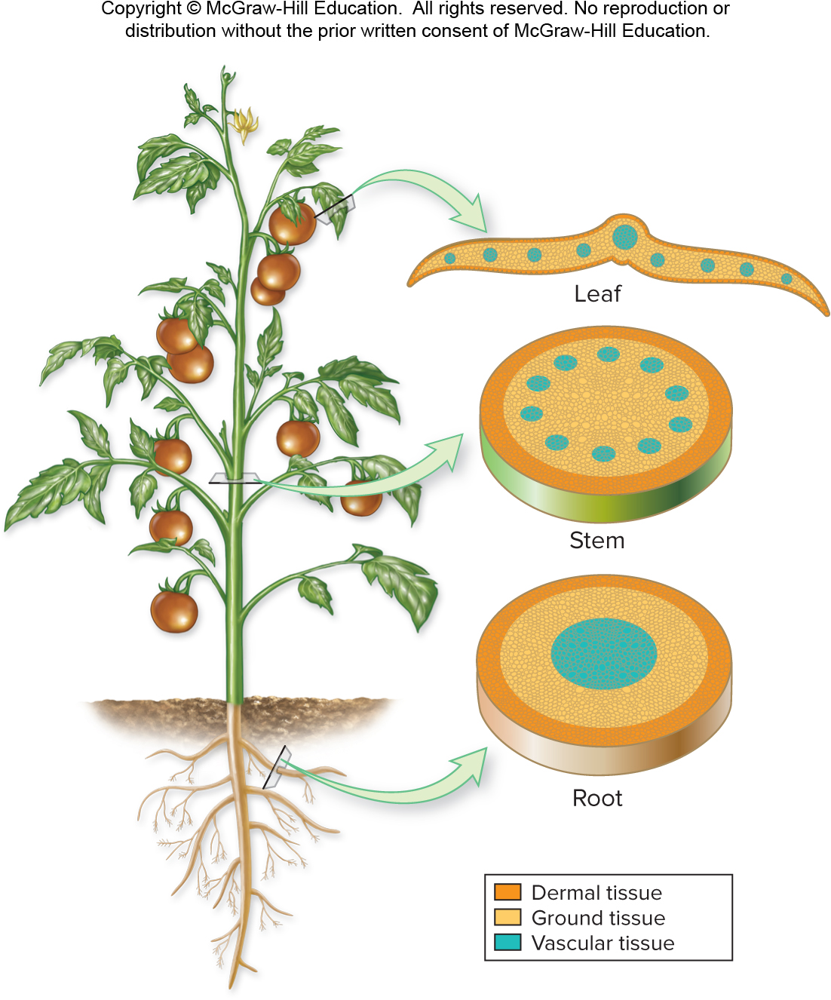 Copyright © McGraw-Hill Education.  All rights reserved. No reproduction or
distribution without the prior written consent of McGraw-Hill Education.
Leaf
Stem
Root
Dermal tissue
Ground tissue
Vascular tissue